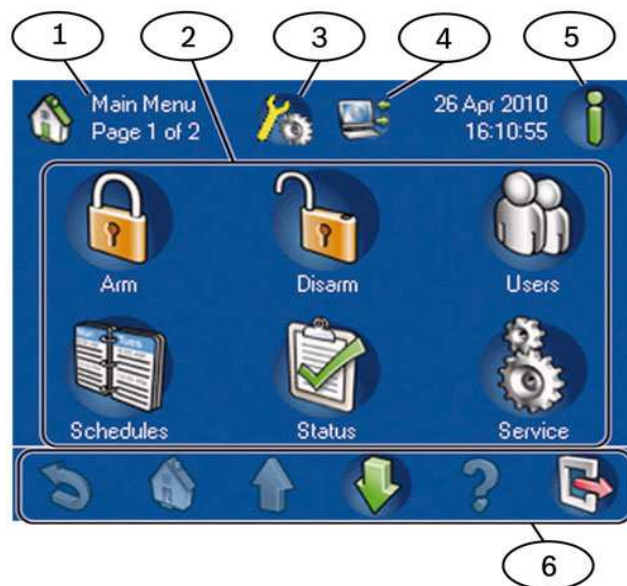 1 2 3 4 5
Main Menu
Page 1 of 2
26 Apr 2010
16:10:55
Arm Disarm Users
Schedules Status Service
6